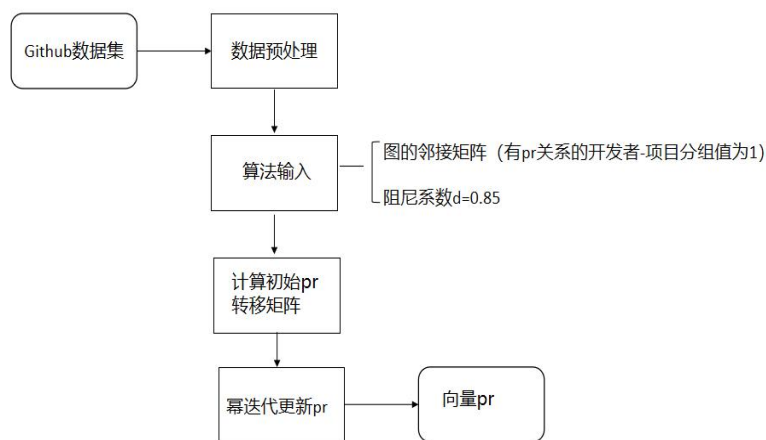 Github数据集
数据预处理
算法输入
图的邻接矩阵（有pr关系的开发者-项目分组值为1）
阻尼系数d=0.85
计算初始pr
转移矩阵
幂迭代更新pr
向量pr